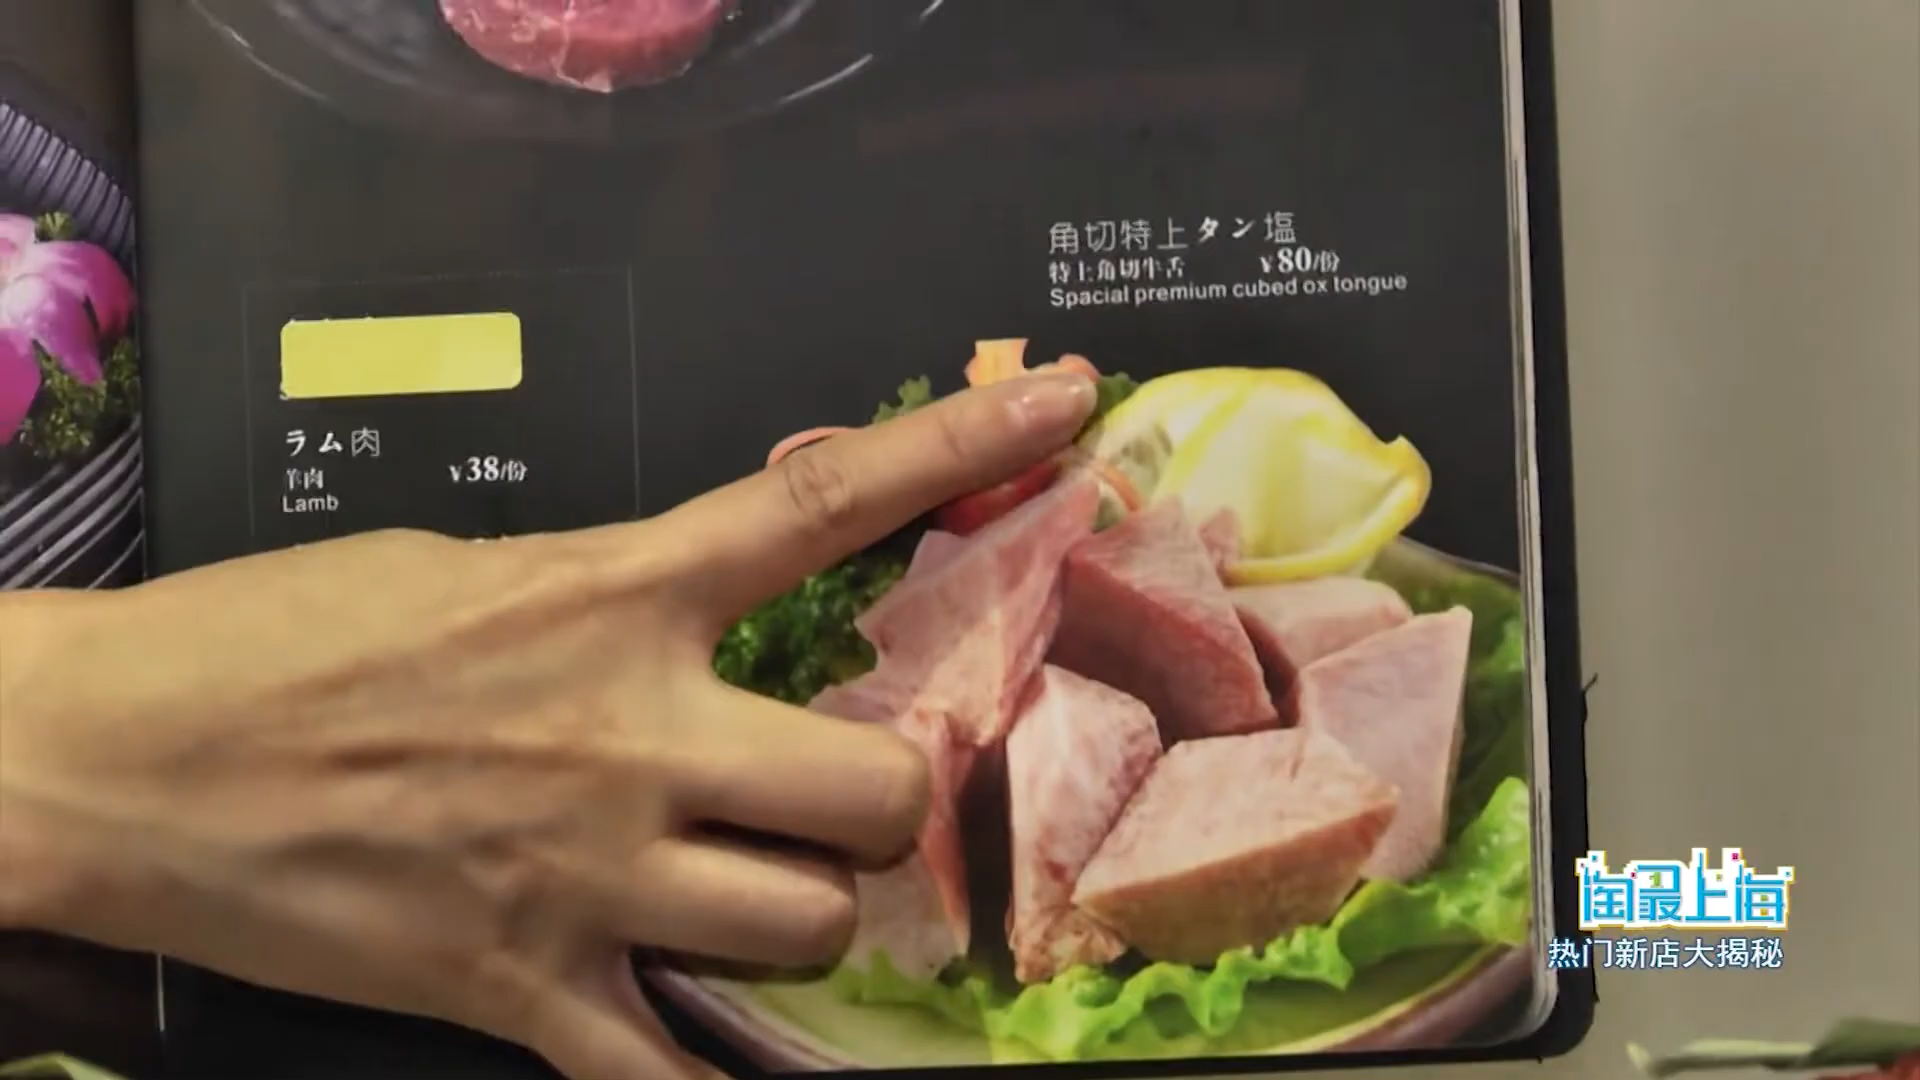 角切特上タン塩
特上角切牛舌 ¥80/份
Spacial premium cubed ox tongue
ラム肉
羊肉 ¥38/份
Lamb
淘最上海
热门新店大揭秘